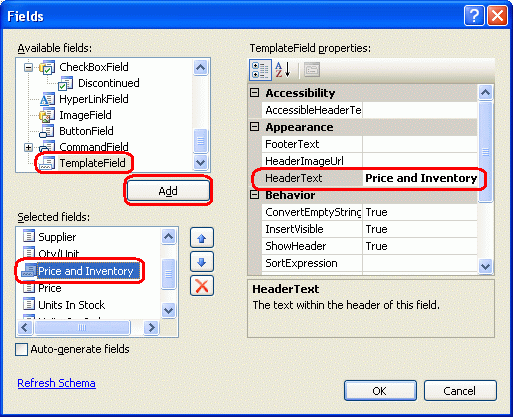 Fields
Available fields:
CheckBoxField
Discontinued
HyperLinkField
ImageField
ButtonField
CommandField
TemplateField
Add
Selected fields:
Supplier
Qty/Unit
Price and Inventory
Price
Units In Stock
Auto-generate fields
Refresh Schema
TemplateField properties:
Accessibility
AccessibleHeaderTe
Appearance
FooterText
HeaderImageUrl
HeaderText Price and Inventory
Behavior
ConvertEmptyString True
InsertVisible True
ShowHeader True
SortExpression
HeaderText
The text within the header of this field.
OK
Cancel